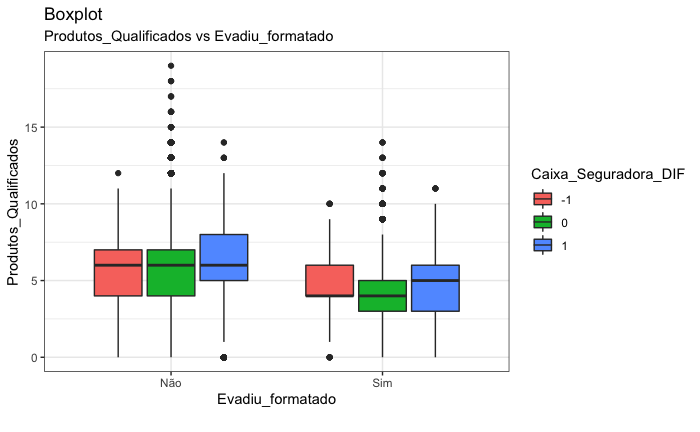 Boxplot
Produtos_Qualificados vs Evadiu_formatado
Produtos_Qualificados
15
10
5
0
Não
Sim
Evadiu_formatado
Caixa_Seguradora_DIF
-1
0
1